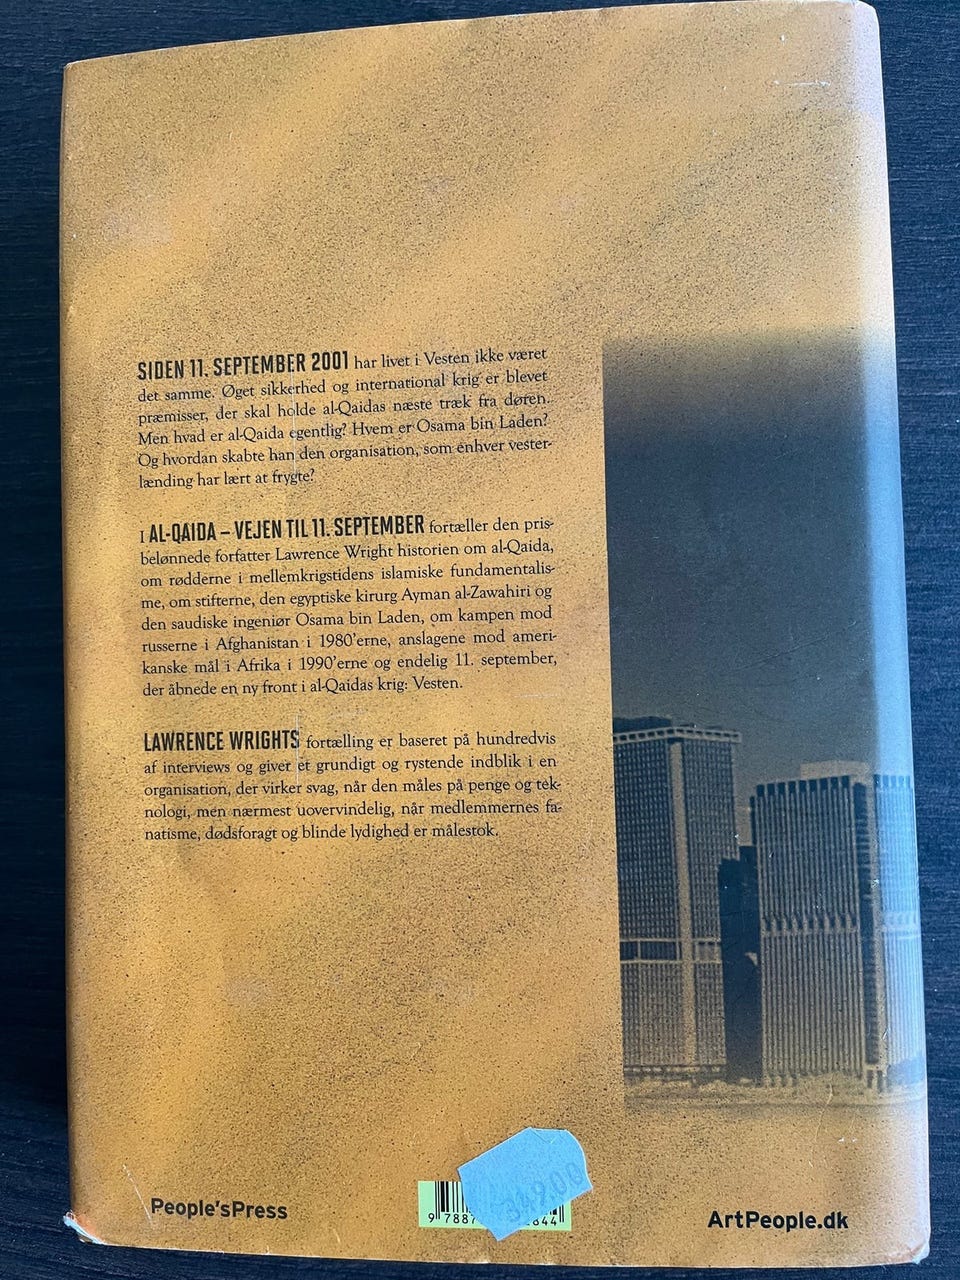 SIDEN 11. SEPTEMBER 2001 har livet i Vesten ikke været
det samme. Øget sikkerhed og international krig er blevet
præmisser, der skal holde al-Qaidas næste træk fra døren.
Men hvad er al-Qaida egentlig? Hvem er Osama bin Laden?
Og hvordan skabte han den organisation, som enhver vester-
lænding har lært at frygte?
I AL-QAIDA – VEJEN TIL 11. SEPTEMBER fortæller den pris-
belønnede forfatter Lawrence Wright historien om al-Qaida,
om rødderne i mellemkrigstidens islamiske fundamentalis-
me, om stifterne, den egyptiske kirurg Ayman al-Zawahiri og
den saudiske ingeniør Osama bin Laden, om kampen mod
russerne i Afghanistan i 1980'erne, anslagene mod ameri-
kanske mål i Afrika i 1990'erne og endelig 11. september,
der åbnede en ny front i al-Qaidas krig: Vesten.
LAWRENCE WRIGHTS fortælling er baseret på hundredvis
af interviews og giver et grundigt og rystende indblik i en
organisation, der virker svag, når den måles på penge og tek-
nologi, men nærmest uovervindelig, når medlemmernes fa-
natisme, dødsforagt og blinde lydighed er målestok.
349.00
People'sPress
ArtPeople.dk